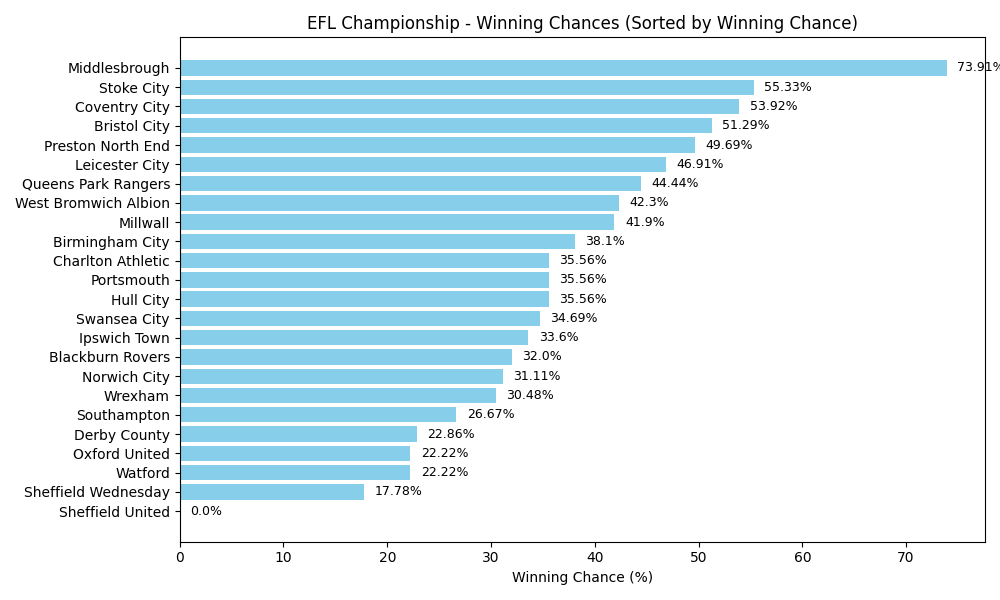 EFL Championship - Winning Chances (Sorted by Winning Chance)
Middlesbrough 73.91%
Stoke City 55.33%
Coventry City 53.92%
Bristol City 51.29%
Preston North End 49.69%
Leicester City 46.91%
Queens Park Rangers 44.44%
West Bromwich Albion 42.3%
Millwall 41.9%
Birmingham City 38.1%
Charlton Athletic 35.56%
Portsmouth 35.56%
Hull City 35.56%
Swansea City 34.69%
Ipswich Town 33.6%
Blackburn Rovers 32.0%
Norwich City 31.11%
Wrexham 30.48%
Southampton 26.67%
Derby County 22.86%
Oxford United 22.22%
Watford 22.22%
Sheffield Wednesday 17.78%
Sheffield United 0.0%
0 10 20 30 40 50 60 70
Winning Chance (%)